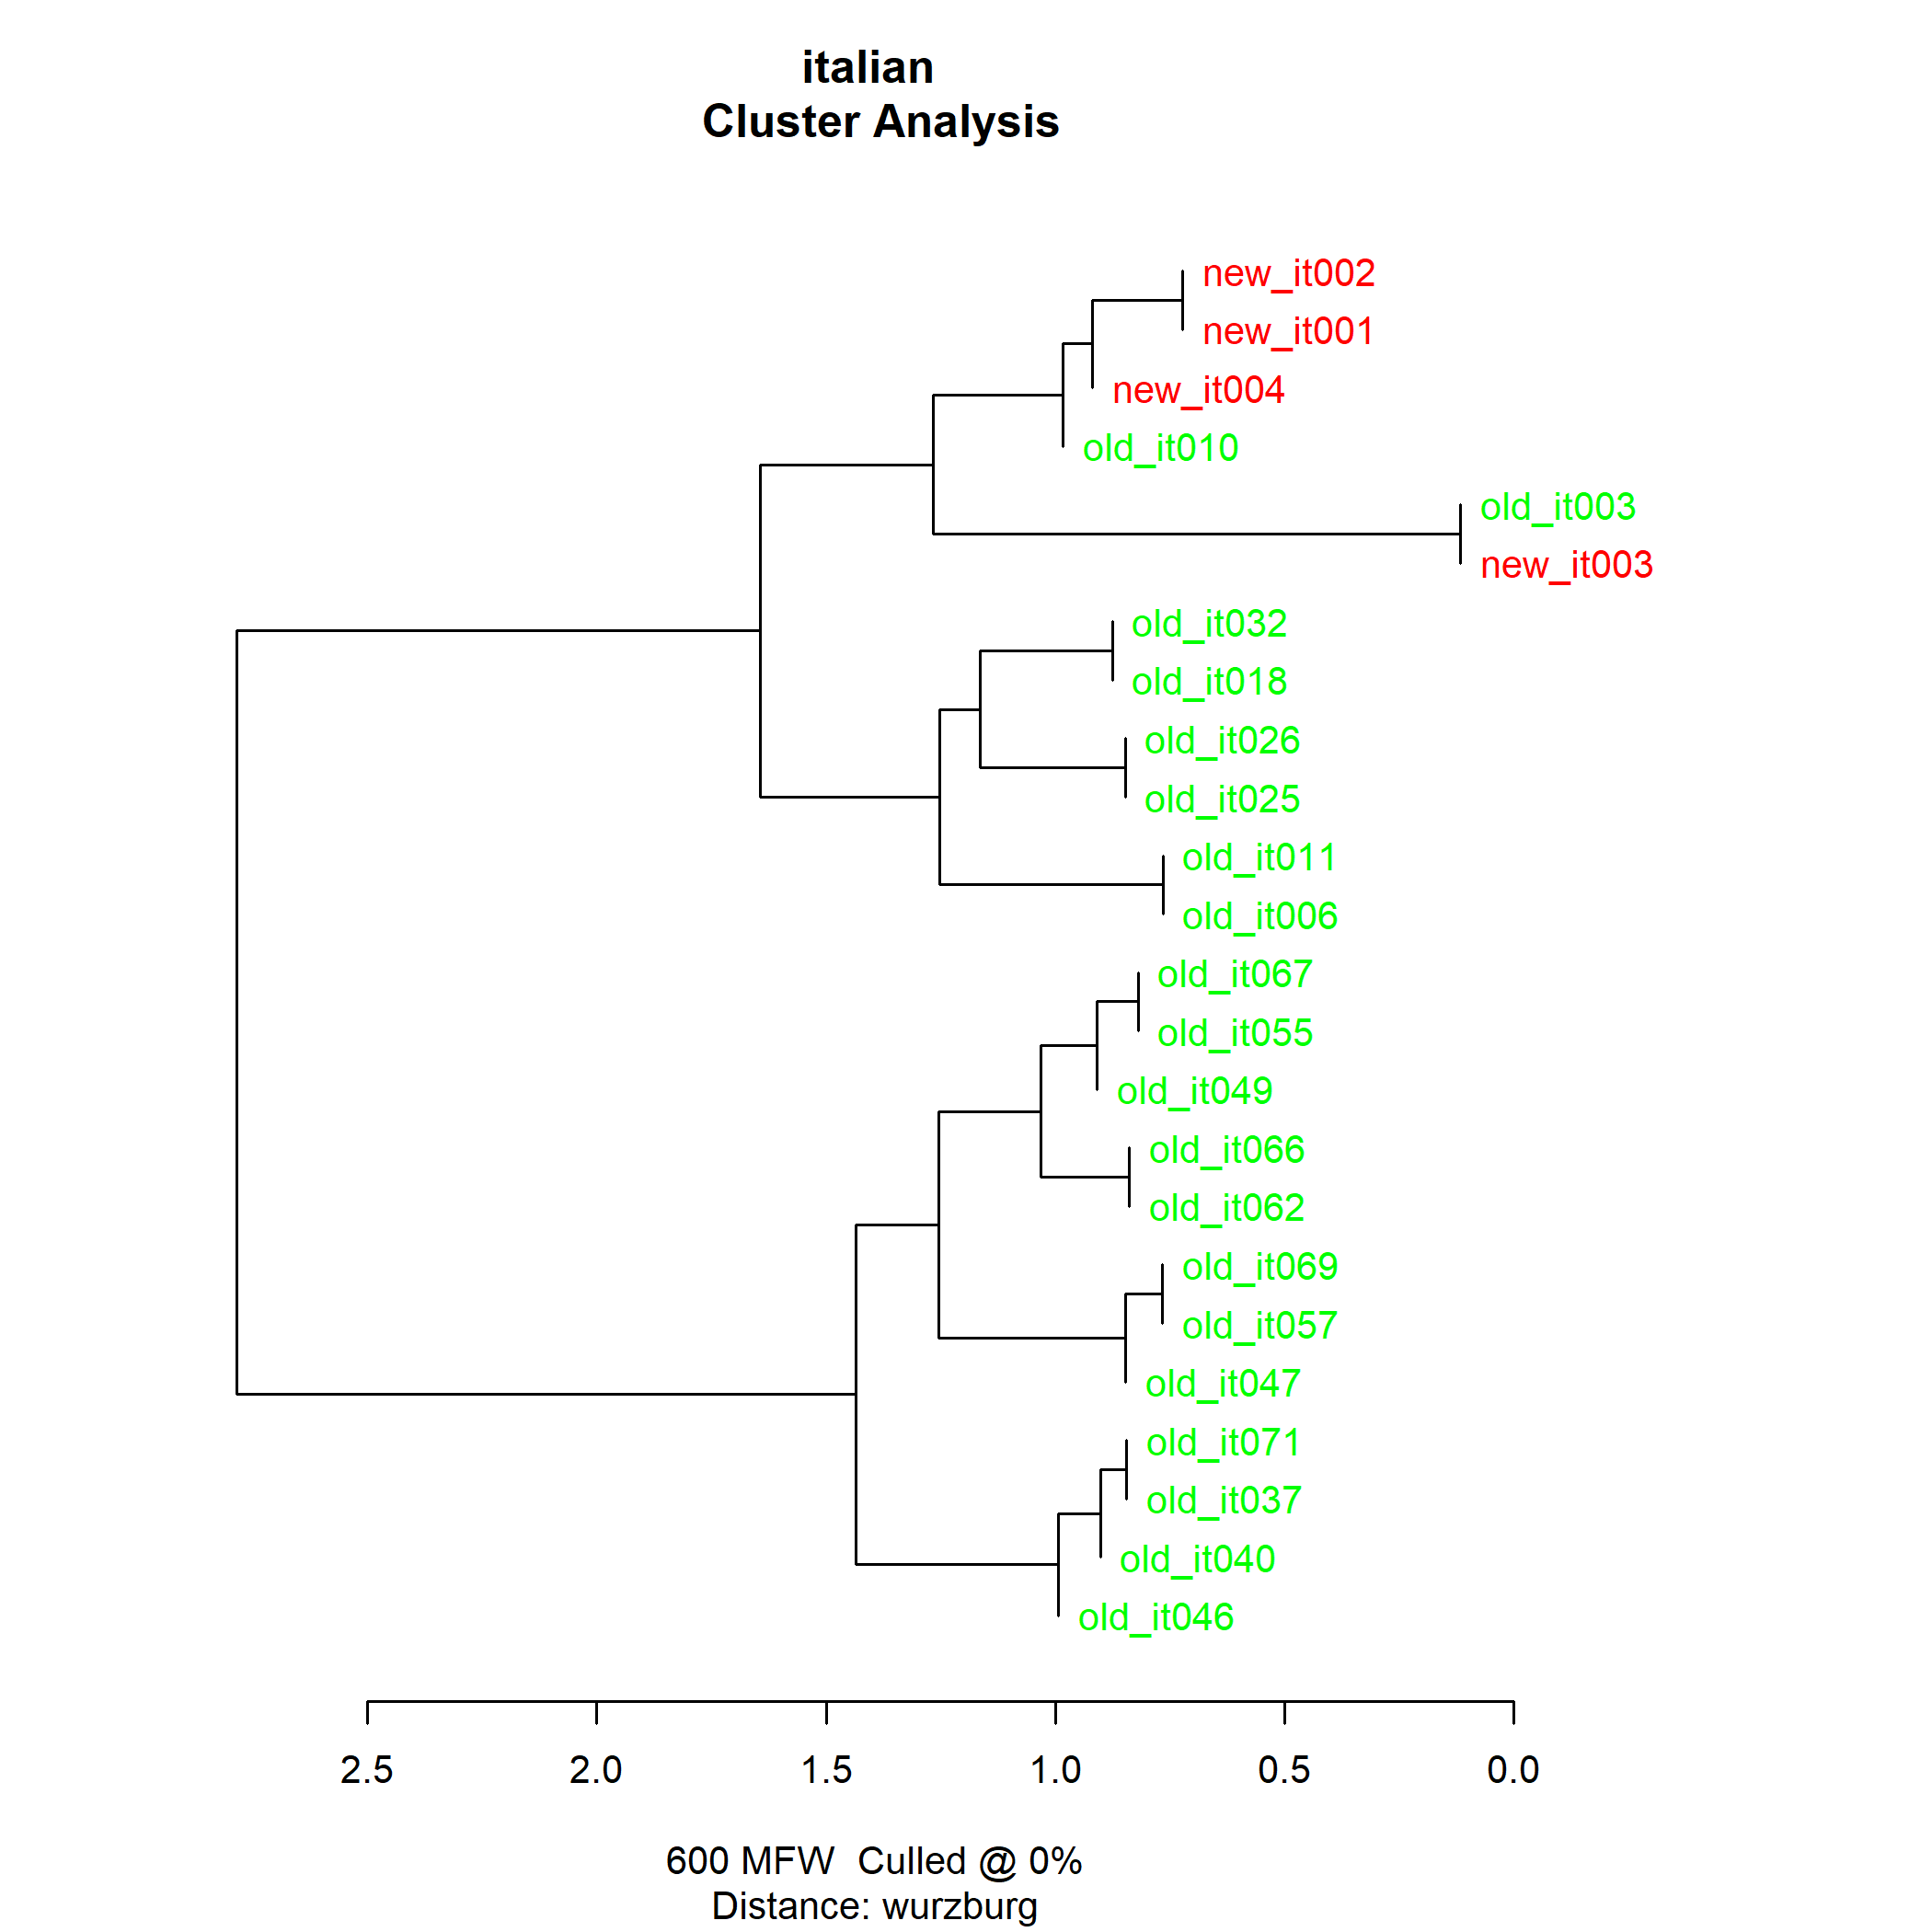 italian
Cluster Analysis
new_it002
new_it001
new_it004
old_it010
old_it003
new_it003
old_it032
old_it018
old_it026
old_it025
old_it011
old_it006
old_it067
old_it055
old_it049
old_it066
old_it062
old_it069
old_it057
old_it047
old_it071
old_it037
old_it040
old_it046
2.5 2.0 1.5 1.0 0.5 0.0
600 MFW  Culled @ 0%
Distance: wurzburg